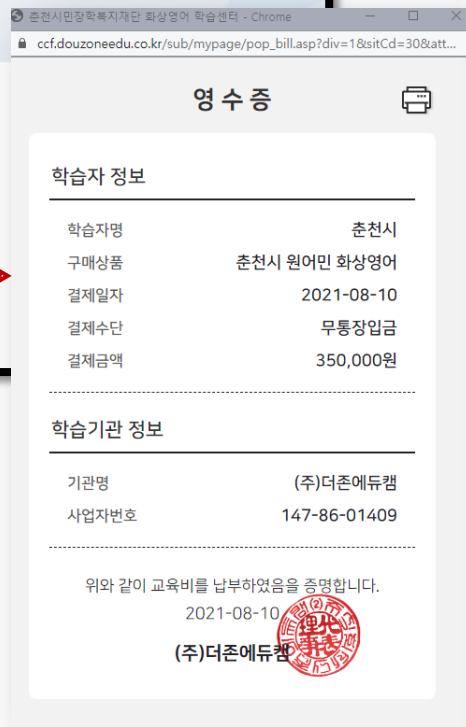 춘천시민장학복지재단 화상영어 학습센터 - Chrome
ccf.douzoneedu.co.kr/sub/mypage/pop_bill.asp?div=1&sitCd=30&att...
영 수 증
학습자 정보
학습자명 춘천시
구매상품 춘천시 원어민 화상영어
결제일자 2021-08-10
결제수단 무통장입금
결제금액 350,000원
학습기관 정보
기관명 (주)더존에듀캠
사업자번호 147-86-01409
위와 같이 교육비를 납부하였음을 증명합니다.
2021-08-10
(주)더존에듀캠